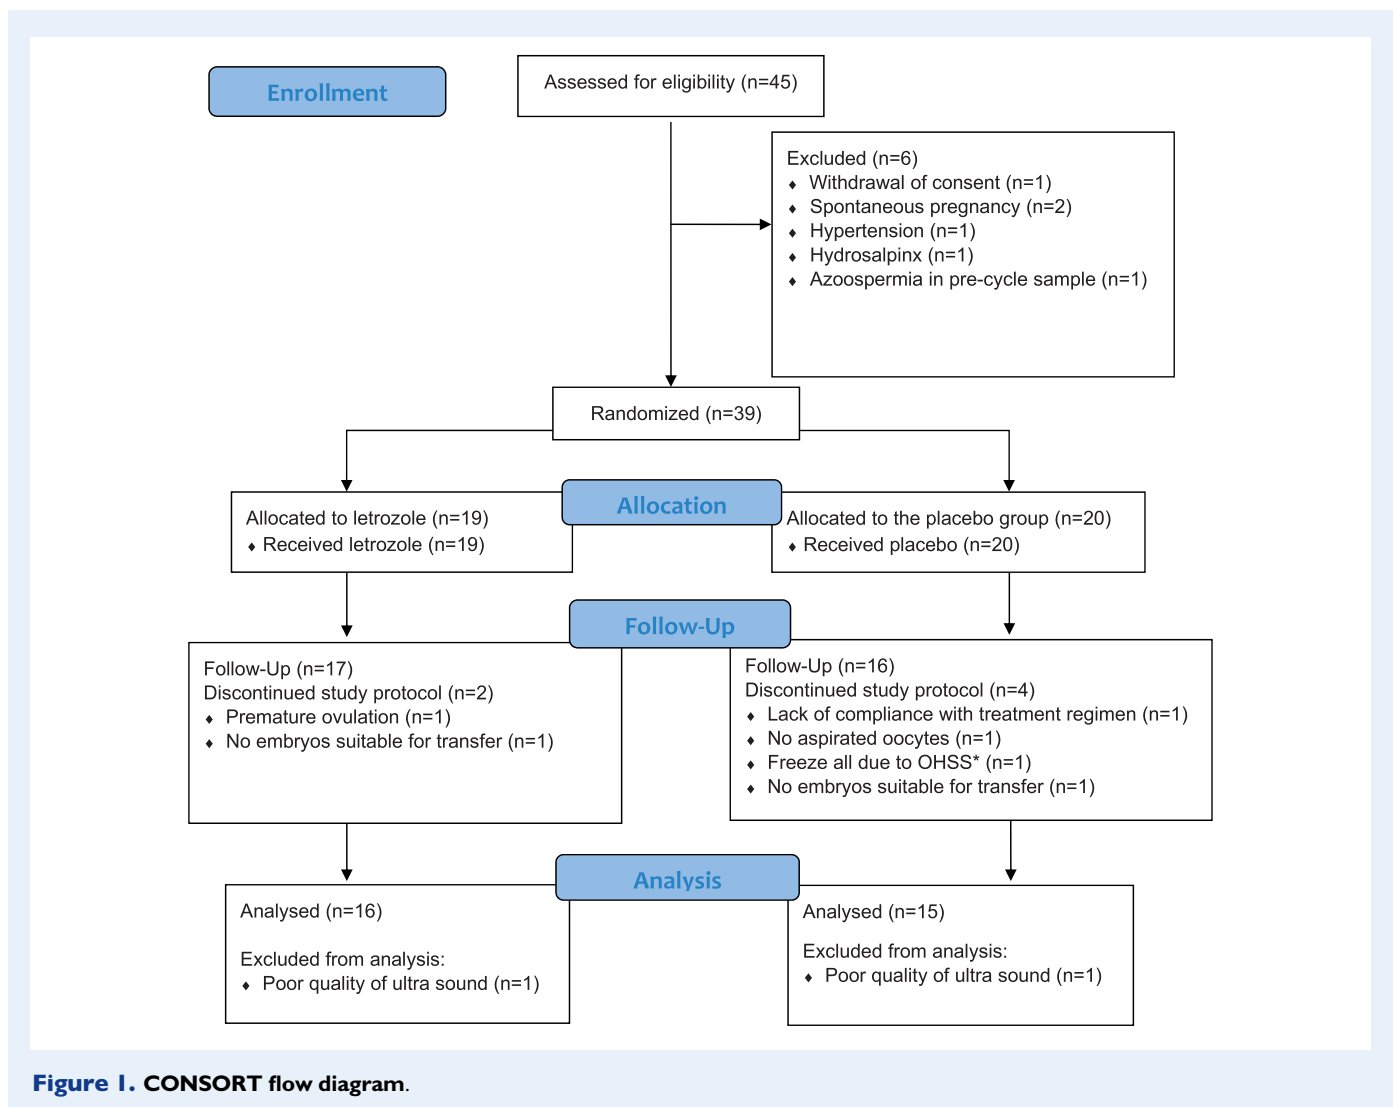 Enrollment
Assessed for eligibility (n=45)
Excluded (n=6)
♦ Withdrawal of consent (n=1)
♦ Spontaneous pregnancy (n=2)
♦ Hypertension (n=1)
♦ Hydrosalpinx (n=1)
♦ Azoospermia in pre-cycle sample (n=1)
Randomized (n=39)
Allocation
Allocated to letrozole (n=19)
♦ Received letrozole (n=19)
Allocated to the placebo group (n=20)
♦ Received placebo (n=20)
Follow-Up
Follow-Up (n=17)
Discontinued study protocol (n=2)
♦ Premature ovulation (n=1)
♦ No embryos suitable for transfer (n=1)
Follow-Up (n=16)
Discontinued study protocol (n=4)
♦ Lack of compliance with treatment regimen (n=1)
♦ No aspirated oocytes (n=1)
♦ Freeze all due to OHSS* (n=1)
♦ No embryos suitable for transfer (n=1)
Analysis
Analysed (n=16)
Excluded from analysis:
♦ Poor quality of ultra sound (n=1)
Analysed (n=15)
Excluded from analysis:
♦ Poor quality of ultra sound (n=1)
Figure 1. CONSORT flow diagram.